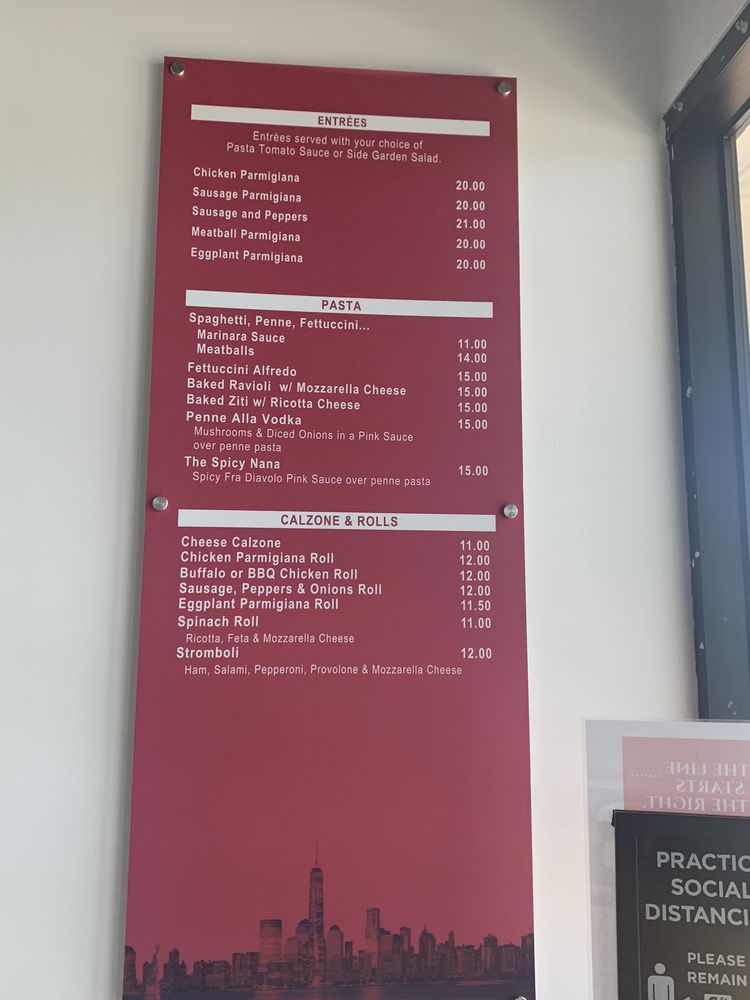 ENTRÉES
Entrées served with your choice of
Pasta Tomato Sauce or Side Garden Salad.
Chicken Parmigiana 20.00
Sausage Parmigiana 20.00
Sausage and Peppers 21.00
Meatball Parmigiana 20.00
Eggplant Parmigiana 20.00
PASTA
Spaghetti, Penne, Fettuccini...
Marinara Sauce 11.00
Meatballs 14.00
Fettuccini Alfredo 15.00
Baked Ravioli w/ Mozzarella Cheese 15.00
Baked Ziti w/ Ricotta Cheese 15.00
Penne Alla Vodka 15.00
Mushrooms & Diced Onions in a Pink Sauce
over penne pasta
The Spicy Nana 15.00
Spicy Fra Diavolo Pink Sauce over penne pasta
CALZONE & ROLLS
Cheese Calzone 11.00
Chicken Parmigiana Roll 12.00
Buffalo or BBQ Chicken Roll 12.00
Sausage, Peppers & Onions Roll 12.00
Eggplant Parmigiana Roll 11.50
Spinach Roll 11.00
Ricotta, Feta & Mozzarella Cheese
Stromboli 12.00
Ham, Salami, Pepperoni, Provolone & Mozzarella Cheese
THE LINE ......
STARTS
THE RIGHT.
PRACTIC
SOCIAL
DISTANCI
PLEASE
REMAIN